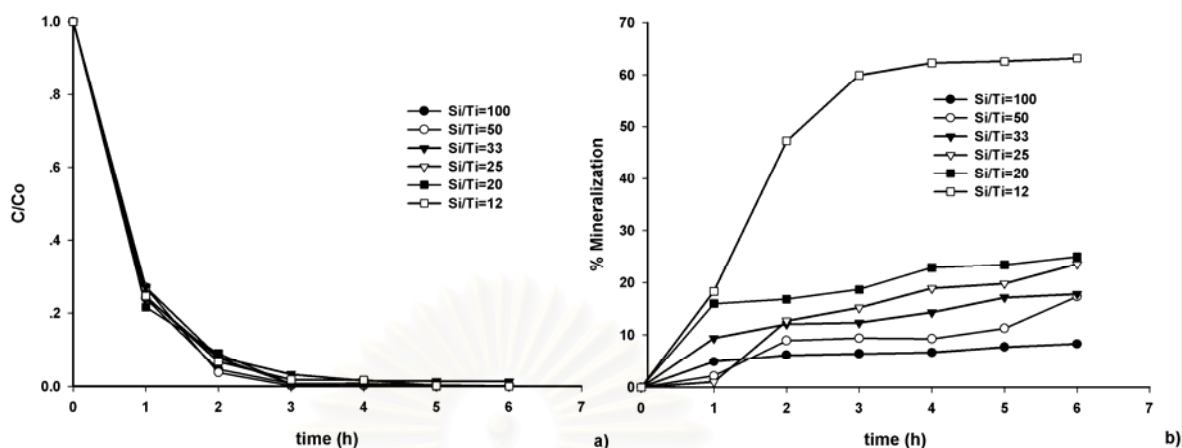 1.0
.8
.6
.4
.2
0.0
C/Co
0 1 2 3 4 5 6 7
time (h)
a)
Si/Ti=100
Si/Ti=50
Si/Ti=33
Si/Ti=25
Si/Ti=20
Si/Ti=12
70
60
50
40
30
20
10
0
% Mineralization
0 1 2 3 4 5 6 7
time (h)
b)
Si/Ti=100
Si/Ti=50
Si/Ti=33
Si/Ti=25
Si/Ti=20
Si/Ti=12